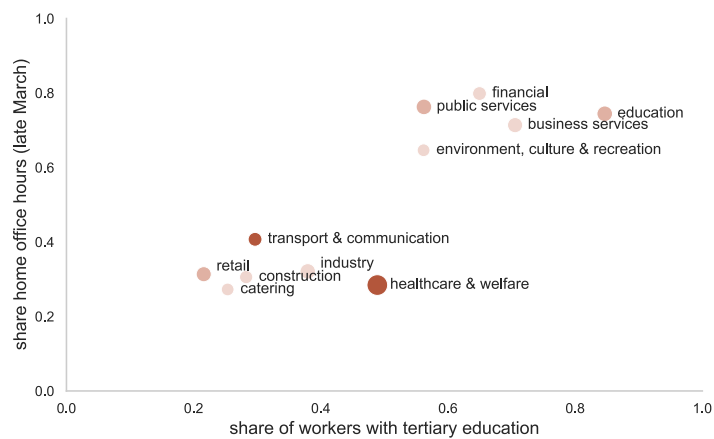 1.0
0.8
0.6
0.4
0.2
0.0
share home office hours (late March)
financial
public services
education
business services
environment, culture & recreation
transport & communication
retail
industry
construction
healthcare & welfare
catering
0.0
0.2
0.4
0.6
0.8
1.0
share of workers with tertiary education